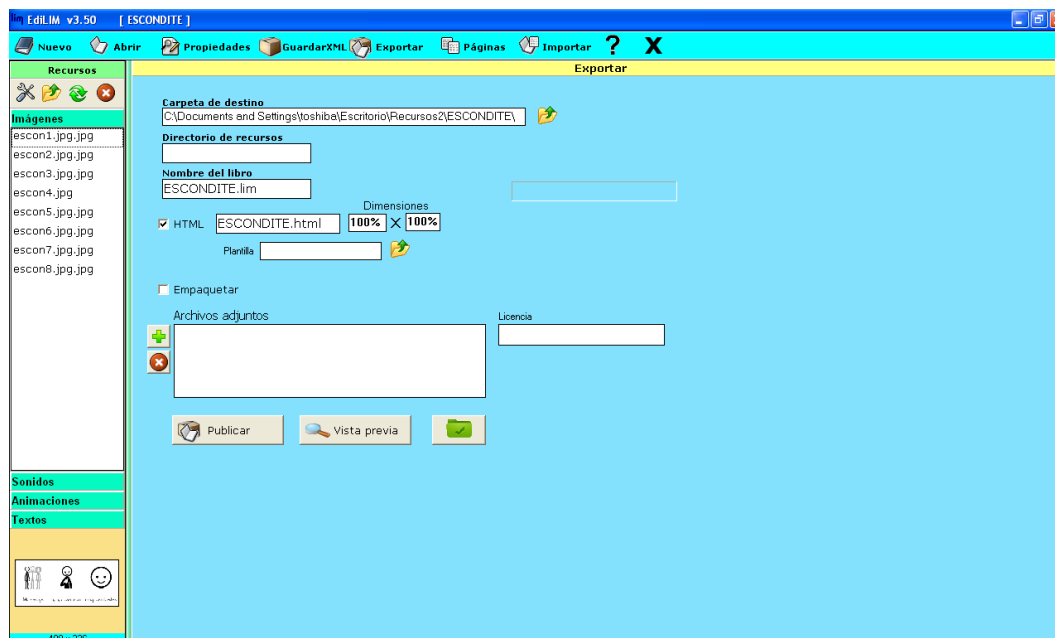 EdiLIM v3.50 [ ESCONDITE ]
Nuevo Abrir Propiedades GuardarXML Exportar Páginas Importar ? X
Recursos
Exportar
Imágenes
escon1.jpg.jpg
escon2.jpg.jpg
escon3.jpg.jpg
escon4.jpg
escon5.jpg.jpg
escon6.jpg.jpg
escon7.jpg.jpg
escon8.jpg.jpg
Sonidos
Animaciones
Textos
Carpeta de destino
C:\Documents and Settings\toshiba\Escritorio\Recursos2\ESCONDITE\
Directorio de recursos
Nombre del libro
ESCONDITE.lim
Dimensiones
HTML ESCONDITE.html 100% X 100%
Plantilla
Empaquetar
Archivos adjuntos
Licencia
Publicar Vista previa